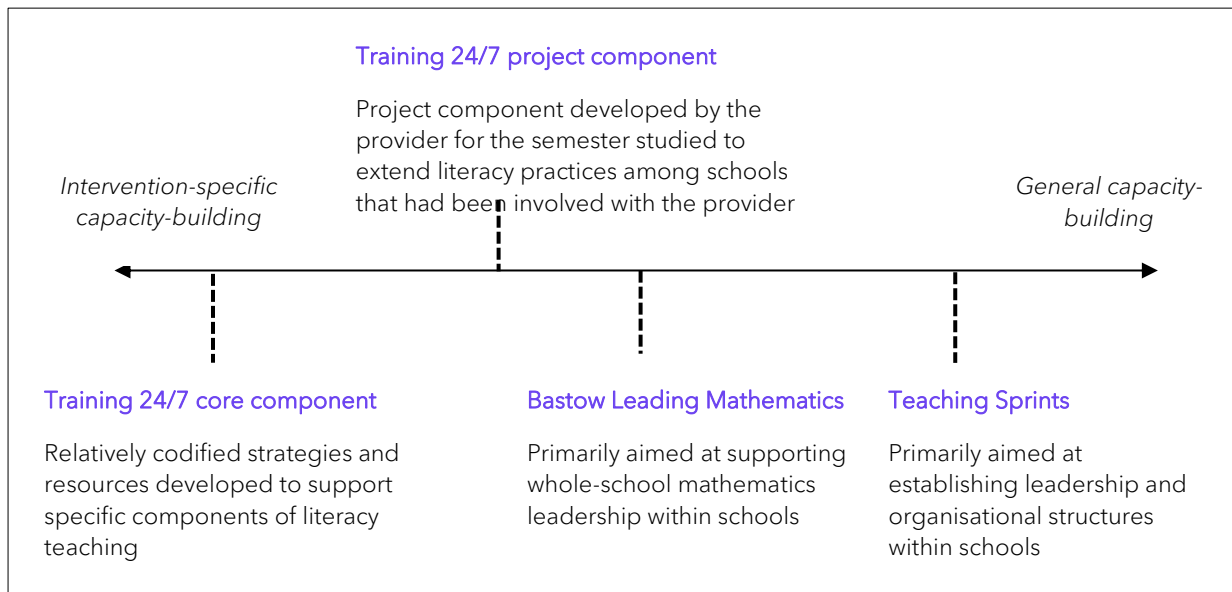 Training 24/7 project component
Project component developed by the
provider for the semester studied to
extend literacy practices among schools
that had been involved with the provider
Intervention-specific
capacity-building
General capacity-
building
Training 24/7 core component
Relatively codified strategies and
resources developed to support
specific components of literacy
teaching
Bastow Leading Mathematics
Primarily aimed at supporting
whole-school mathematics
leadership within schools
Teaching Sprints
Primarily aimed at
establishing leadership and
organisational structures
within schools